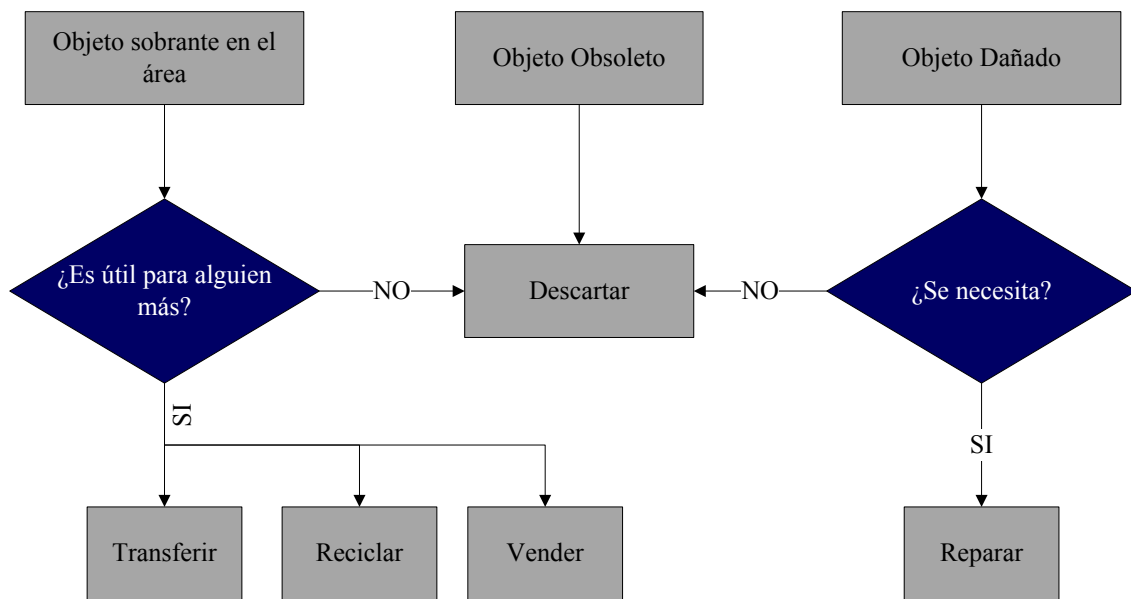 Objeto sobrante en el
área
Objeto Obsoleto
Objeto Dañado
¿Es útil para alguien
más?
NO
Descartar
NO
¿Se necesita?
SI
SI
Transferir
Reciclar
Vender
Reparar